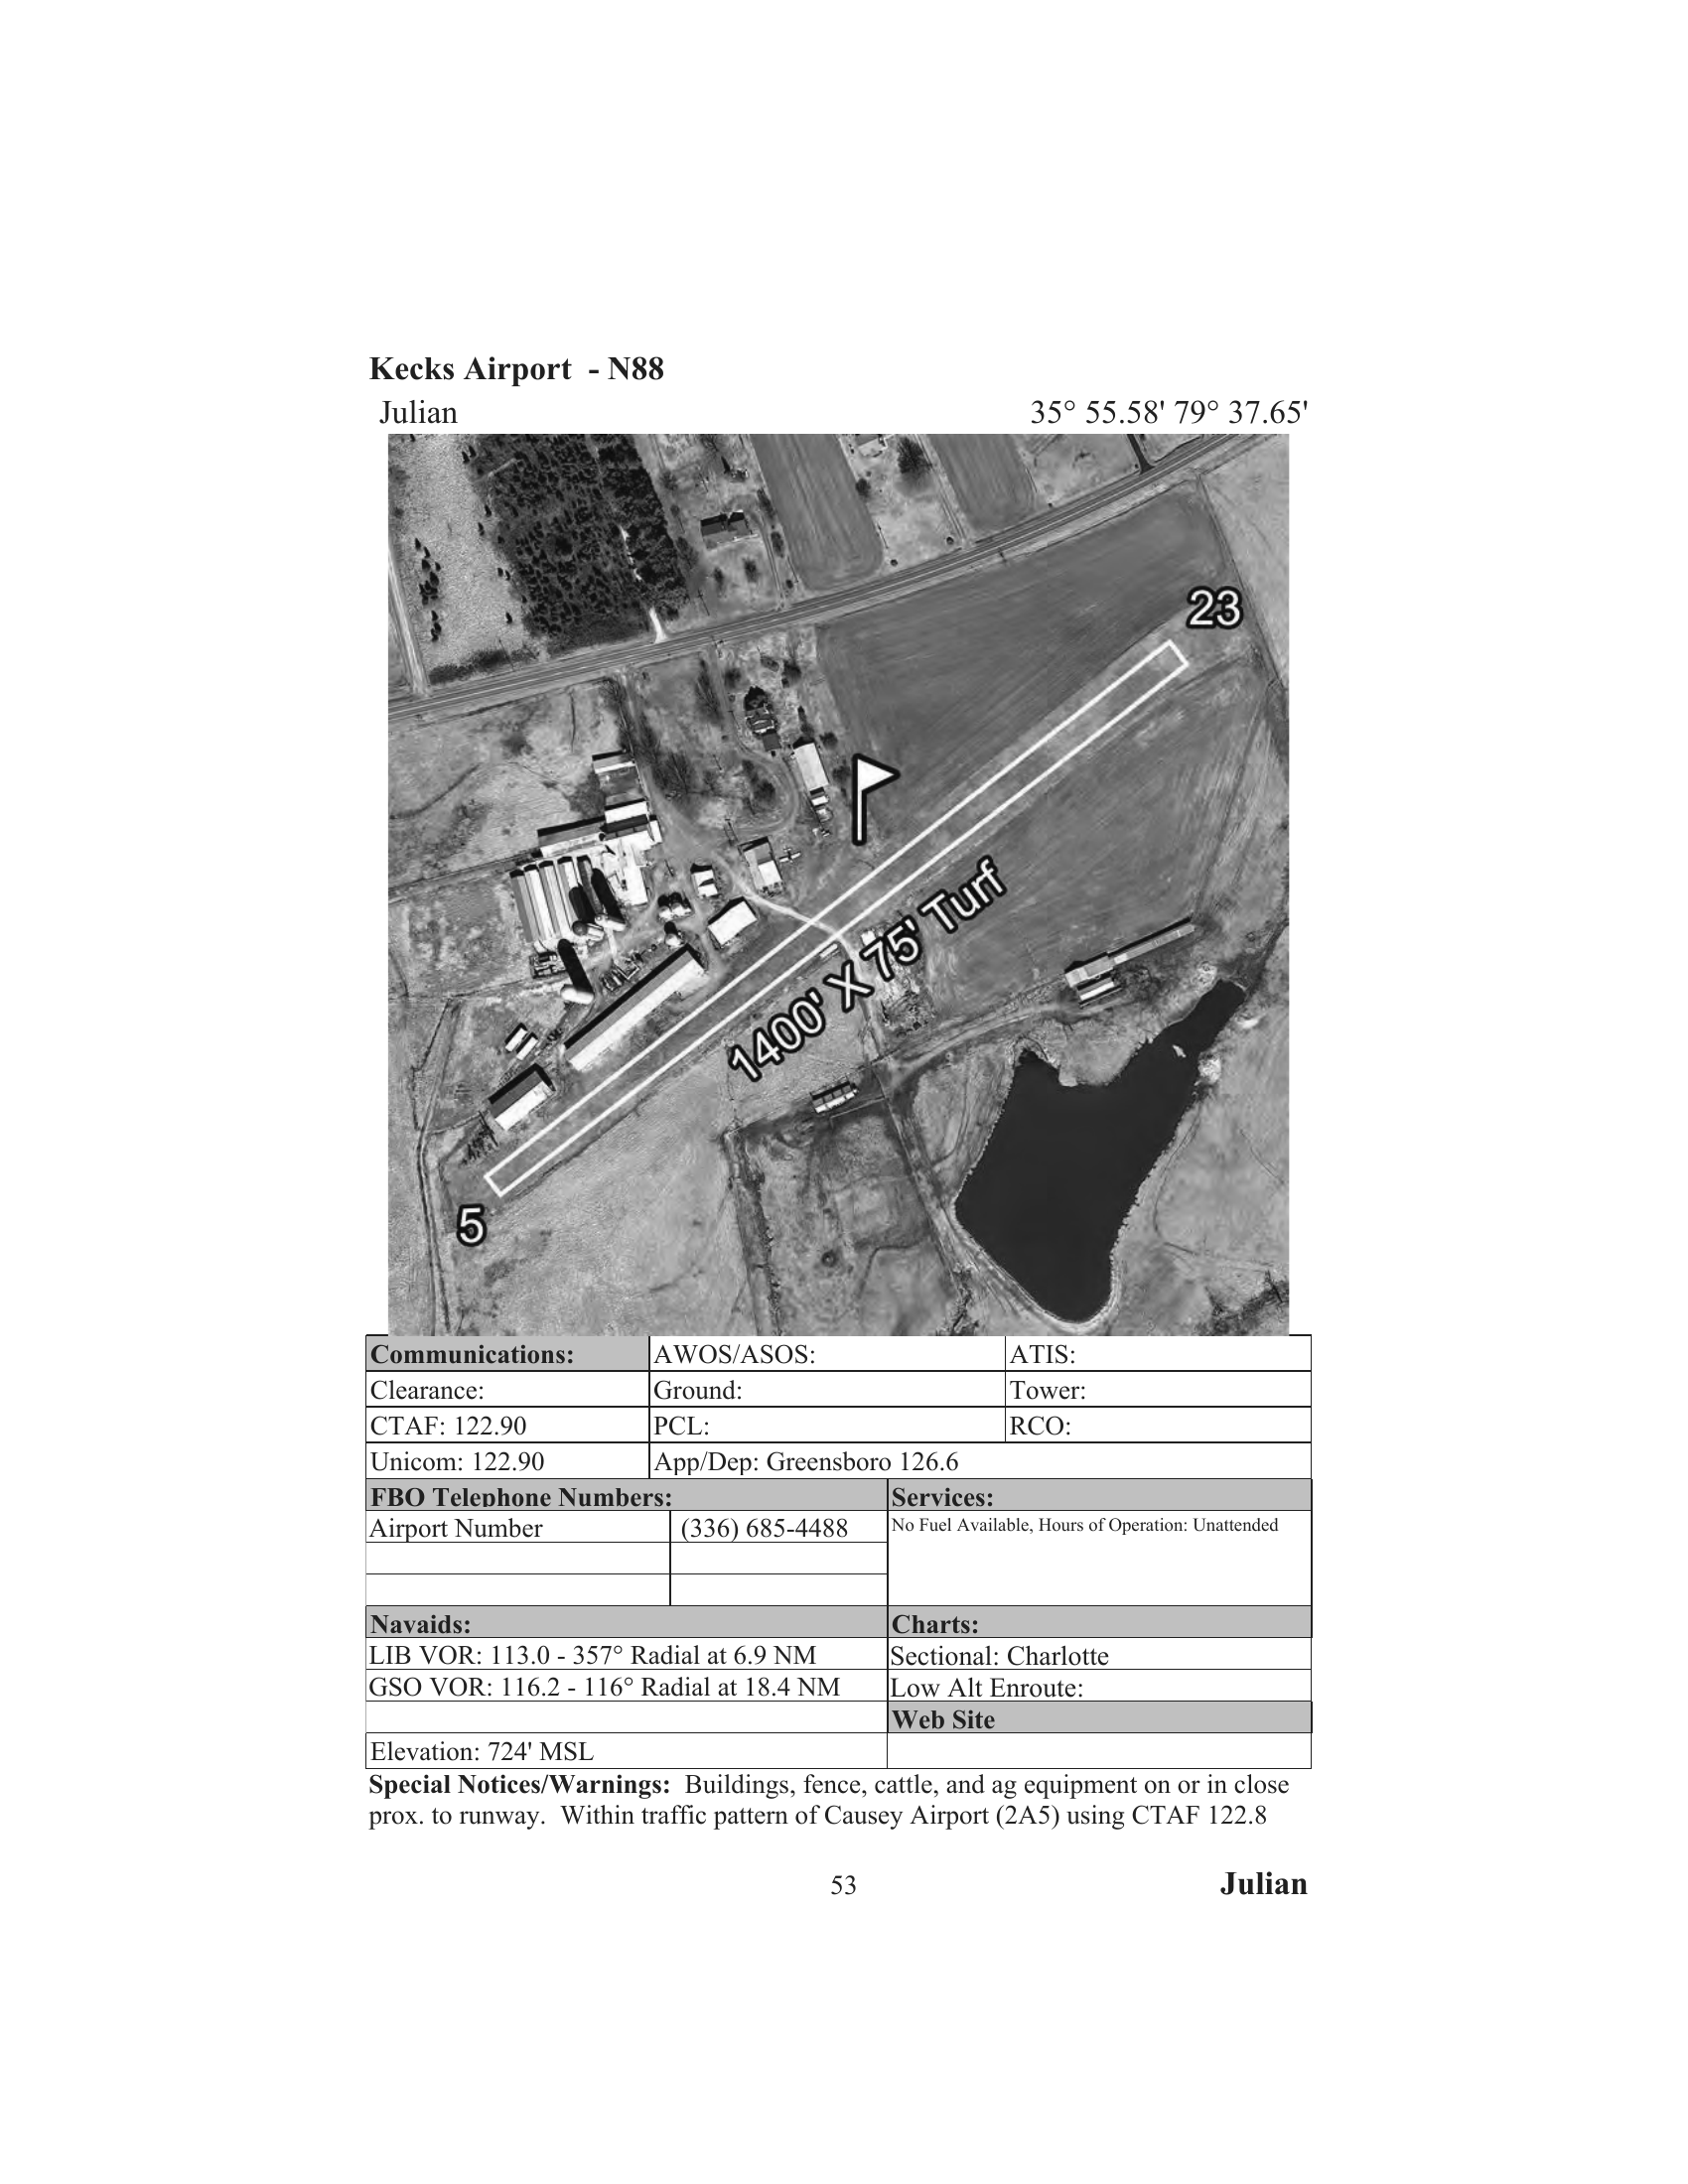 Kecks Airport - N88
Julian 35° 55.58' 79° 37.65'
23
1400' X 75' Turf
5
Communications: AWOS/ASOS: ATIS:
Clearance: Ground: Tower:
CTAF: 122.90 PCL: RCO:
Unicom: 122.90 App/Dep: Greensboro 126.6
FBO Telephone Numbers: Services:
Airport Number (336) 685-4488 No Fuel Available, Hours of Operation: Unattended
Navaids: Charts:
LIB VOR: 113.0 - 357° Radial at 6.9 NM Sectional: Charlotte
GSO VOR: 116.2 - 116° Radial at 18.4 NM Low Alt Enroute:
Web Site
Elevation: 724' MSL
Special Notices/Warnings: Buildings, fence, cattle, and ag equipment on or in close
prox. to runway. Within traffic pattern of Causey Airport (2A5) using CTAF 122.8
53 Julian